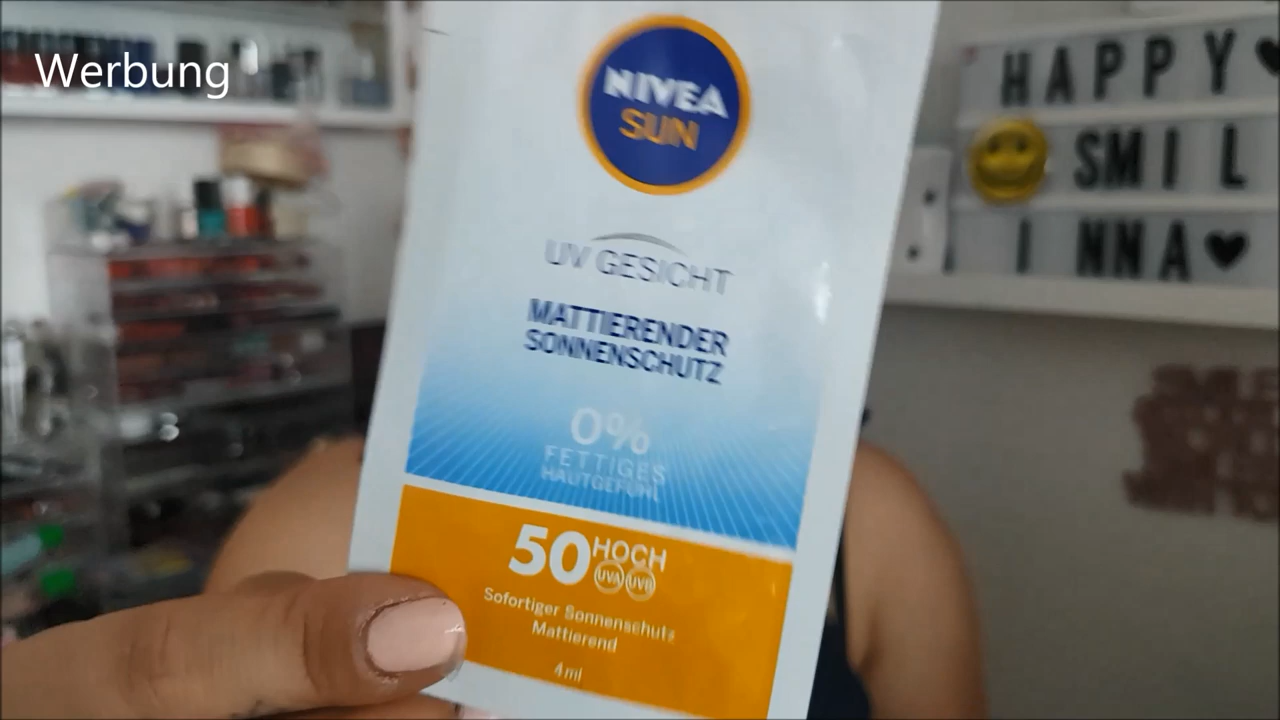 Werbung
NIVEA
SUN
UV GESICHT
MATTIERENDER
SONNENSCHUTZ
0%
FETTIGES
HAUTGEFÜHL
50 HOCH
UVA UVB
Sofortiger Sonnenschutz
Mattierend
4ml
HAPPY
SMIL
INNA